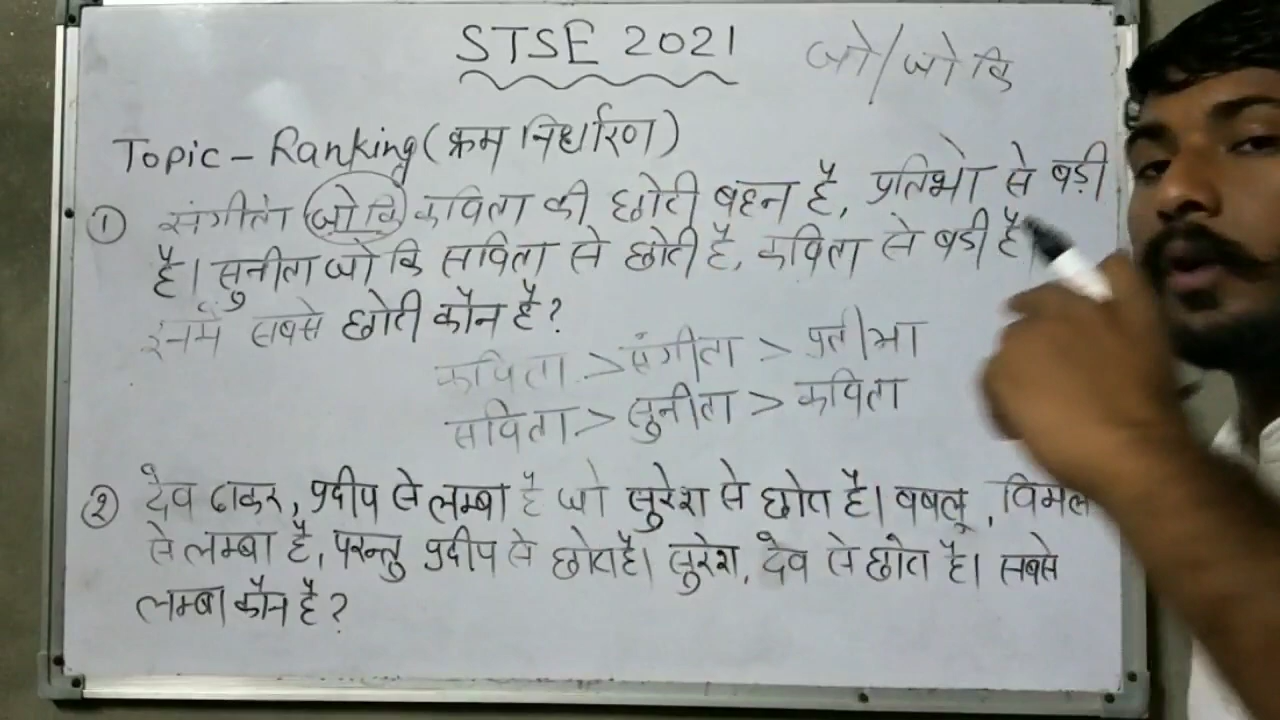 STSE 2021
जो/जो कि
Topic - Ranking (क्रम निर्धारण)
① संगीता जो कि कविता की छोटी बहन है, प्रतिभा से बड़ी
है। सुनीता जो कि सविता से छोटी है, कविता से बडी है
इनमें सबसे छोटी कौन है?
कविता > संगीता > प्रतीभा
सविता > सुनीता > कविता
② देव ठाकर, प्रदीप से लम्बा है जो सुरेश से छोटा है। बबलू, विमल
से लम्बा है, परन्तु प्रदीप से छोटा है। सुरेश, देव से छोटा है। सबसे
लम्बा कौन है?